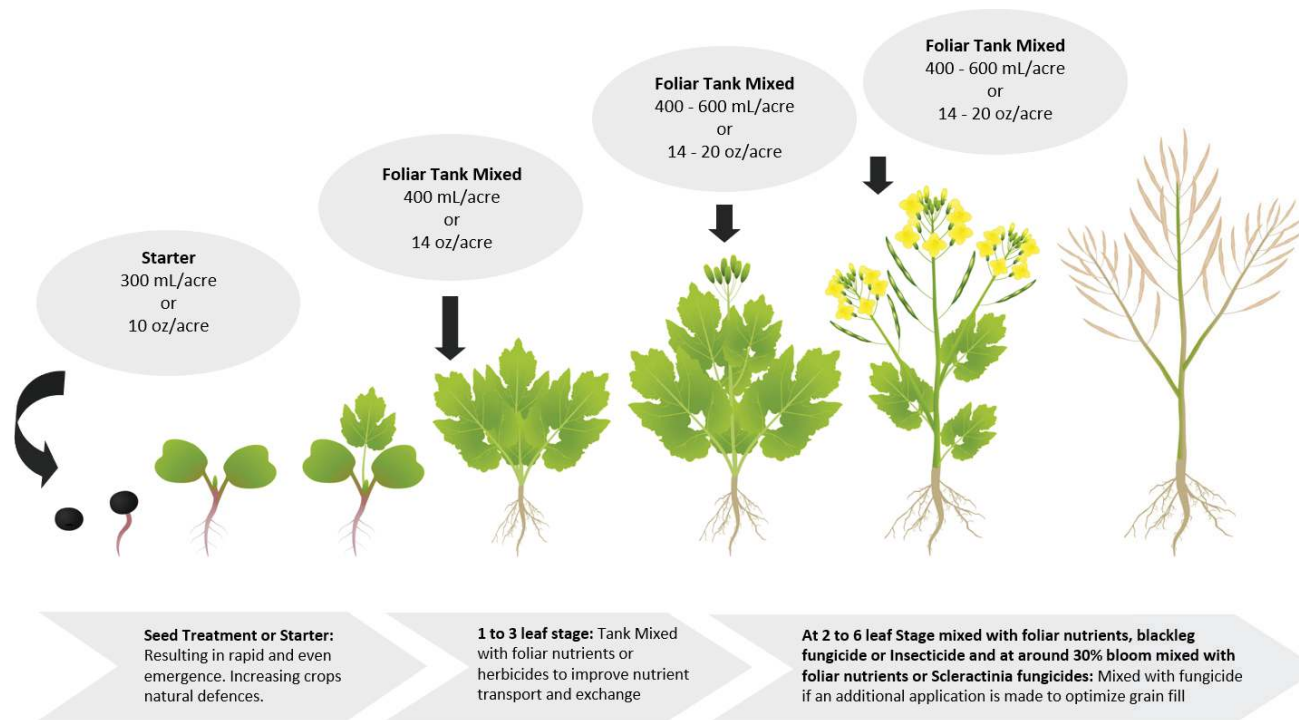 Starter
300 mL/acre
or
10 oz/acre
Foliar Tank Mixed
400 mL/acre
or
14 oz/acre
Foliar Tank Mixed
400 - 600 mL/acre
or
14 - 20 oz/acre
Foliar Tank Mixed
400 - 600 mL/acre
or
14 - 20 oz/acre
Seed Treatment or Starter:
Resulting in rapid and even
emergence. Increasing crops
natural defences.
1 to 3 leaf stage: Tank Mixed
with foliar nutrients or
herbicides to improve nutrient
transport and exchange
At 2 to 6 leaf Stage mixed with foliar nutrients, blackleg
fungicide or Insecticide and at around 30% bloom mixed with
foliar nutrients or Scleractinia fungicides: Mixed with fungicide
if an additional application is made to optimize grain fill